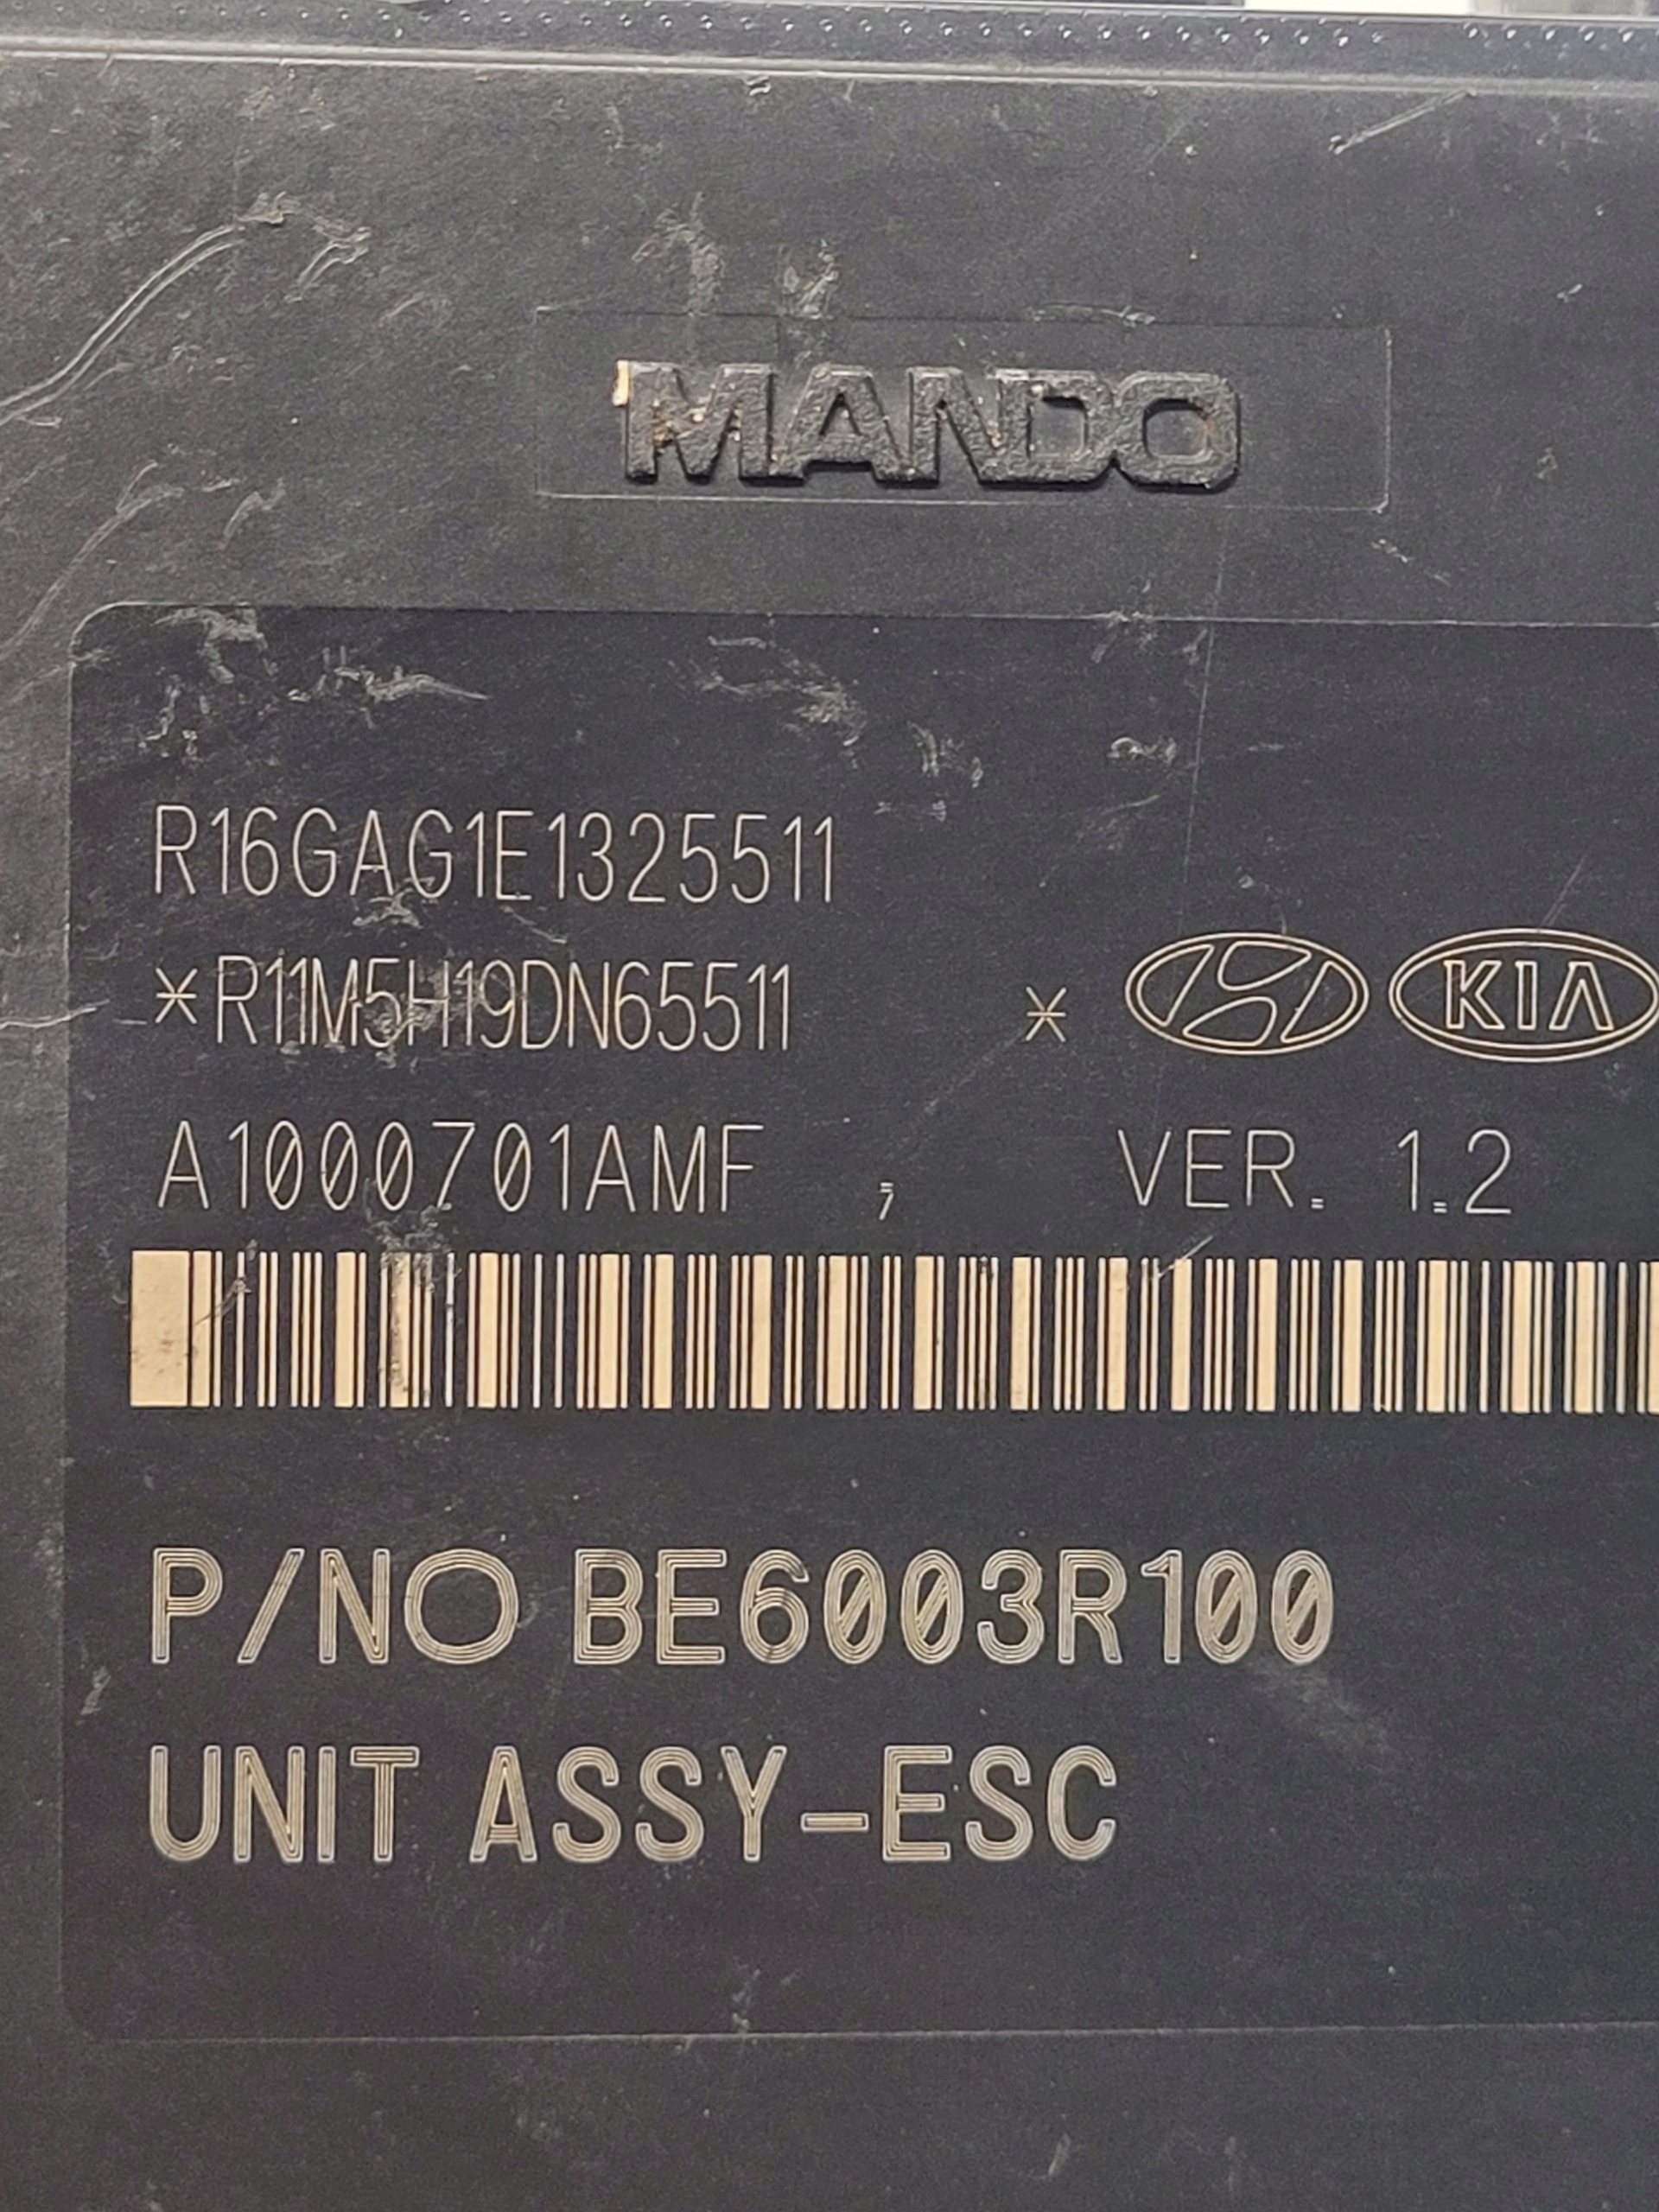 MANDO
R16GAG1E1325511
*R11M5H19DN65511 * KIA
A1000701AMF , VER. 1.2
P/NO BE6003R100
UNIT ASSY-ESC